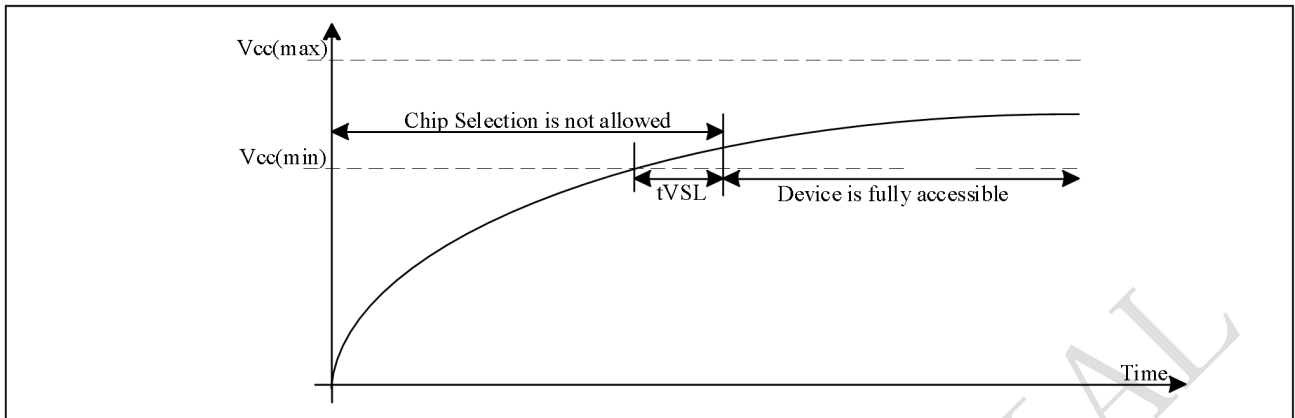 Vcc(max)
Chip Selection is not allowed
Vcc(min)
tVSL
Device is fully accessible
Time